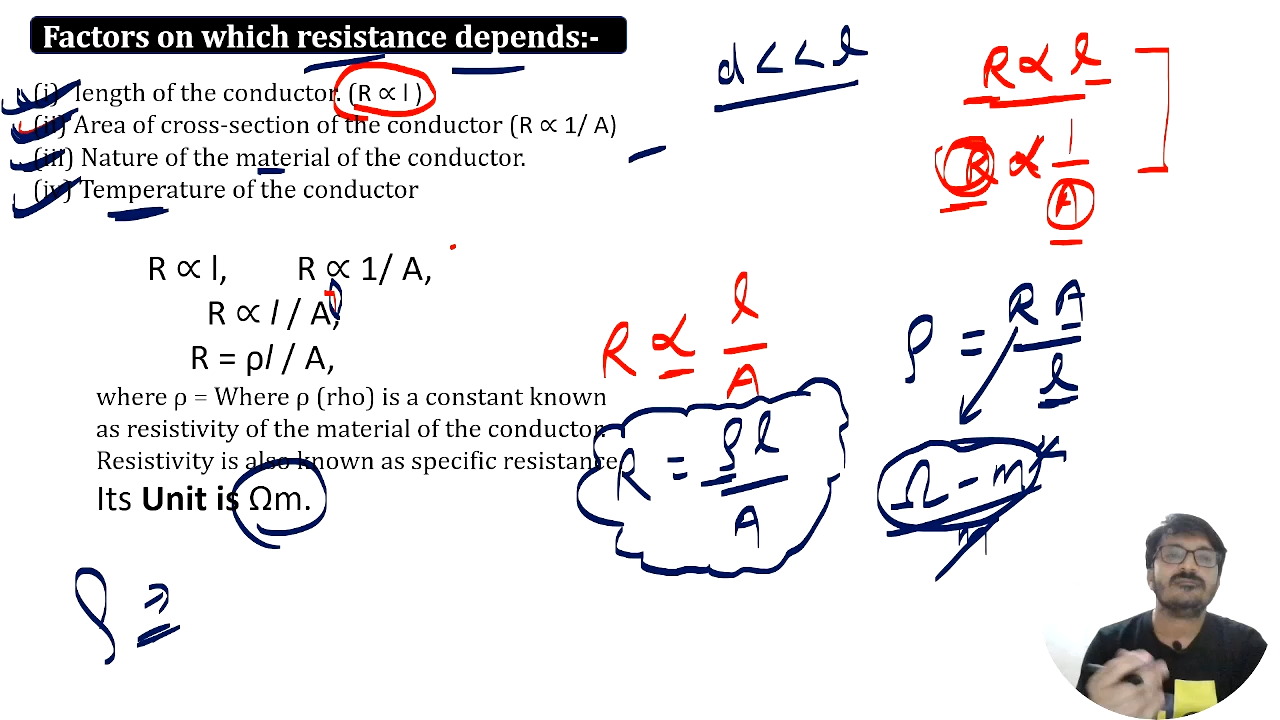 Factors on which resistance depends:-
(i) length of the conductor. (R ∝ l )
(ii) Area of cross-section of the conductor (R ∝ 1/ A)
(iii) Nature of the material of the conductor.
(iv) Temperature of the conductor
R ∝ l, R ∝ 1/ A,
R ∝ l / A,
R = ρl / A,
where ρ = Where ρ (rho) is a constant known
as resistivity of the material of the conductor.
Resistivity is also known as specific resistance.
Its Unit is Ωm.
ρ =
d << l
R ∝ l
R ∝ 1/A
R ∝ l/A
R = ρl/A
ρ = RA/l
Ω - m²/m